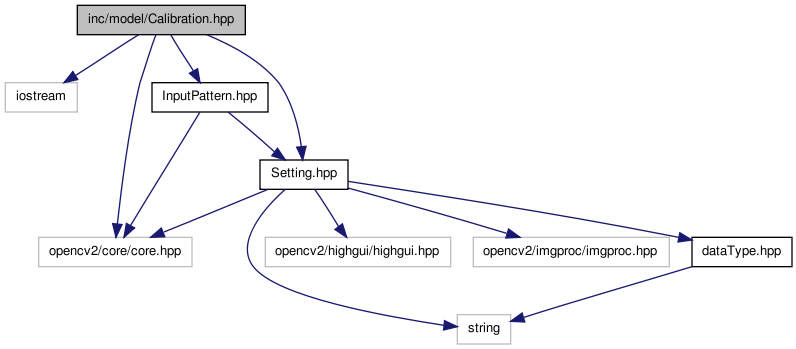 inc/model/Calibration.hpp
iostream
InputPattern.hpp
Setting.hpp
opencv2/core/core.hpp
opencv2/highgui/highgui.hpp
opencv2/imgproc/imgproc.hpp
dataType.hpp
string